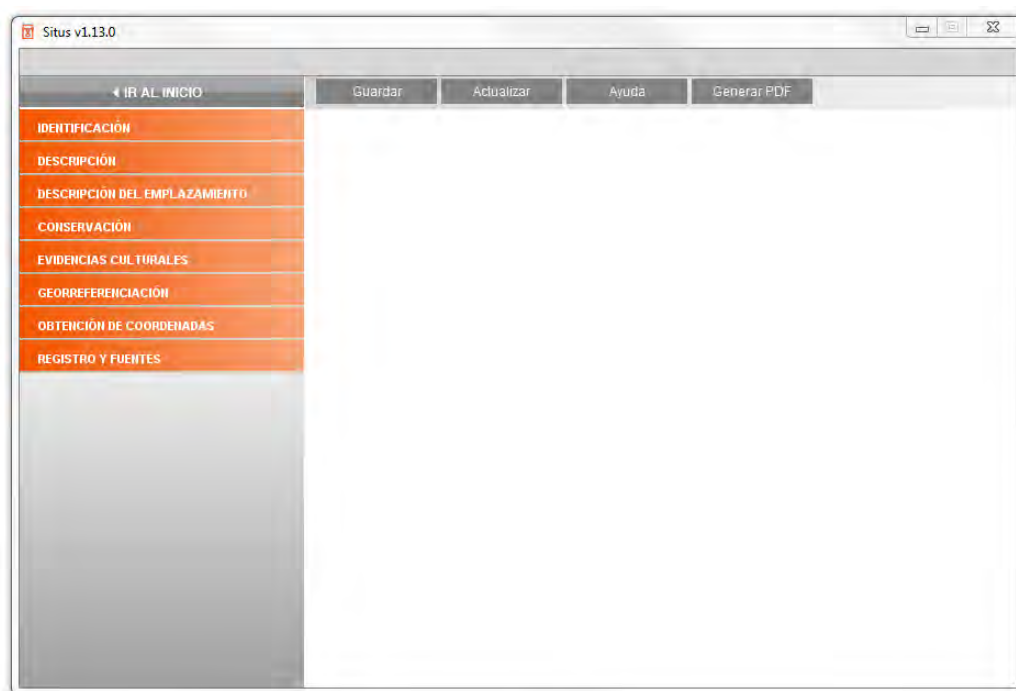 Situs v1.13.0
IR AL INICIO
Guardar Actualizar Ayuda Generar PDF
IDENTIFICACIÓN
DESCRIPCIÓN
DESCRIPCIÓN DEL EMPLAZAMIENTO
CONSERVACIÓN
EVIDENCIAS CULTURALES
GEORREFERENCIACIÓN
OBTENCIÓN DE COORDENADAS
REGISTRO Y FUENTES